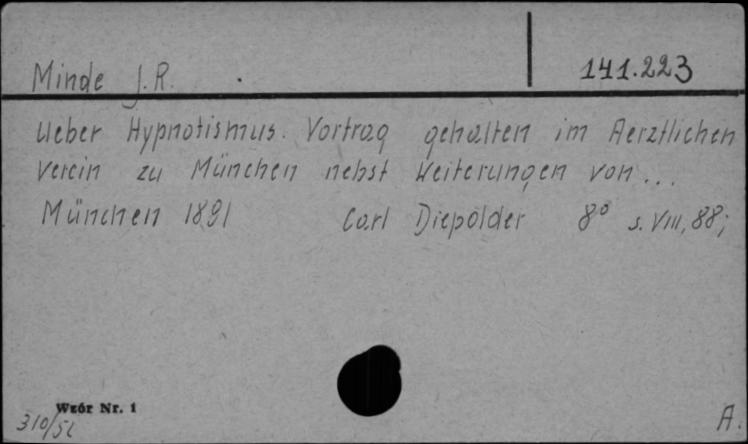 Minde J.R. 141.223
Ueber Hypnotismus. Vortrag gehalten im Aerztlichen
Verein zu München nebst Weiterungen von...
München 1891 Carl Diepolder 8° s. VIII, 88;
Wzór Nr. 1
310/52
A.